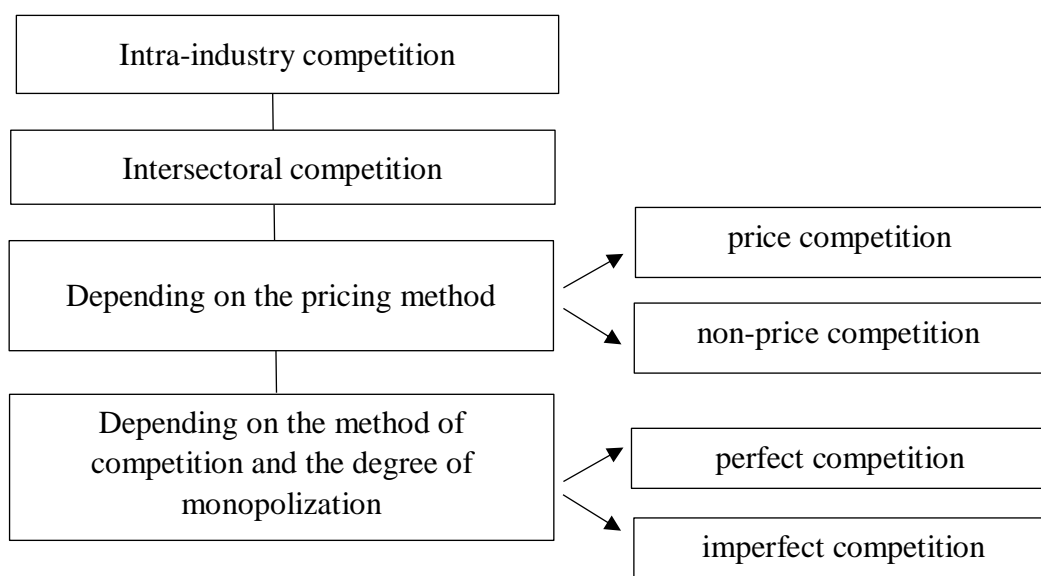 Intra-industry competition
Intersectoral competition
Depending on the pricing method
price competition
non-price competition
Depending on the method of
competition and the degree of
monopolization
perfect competition
imperfect competition